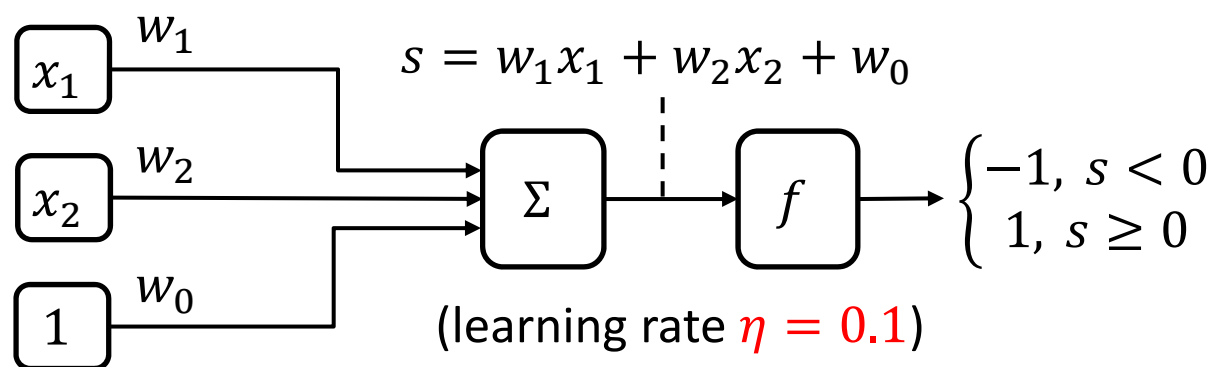 w₁
s = w₁x₁ + w₂x₂ + w₀
x₁
w₂
x₂
Σ
f
{−1, s < 0
1, s ≥ 0
w₀
1
(learning rate η = 0.1)